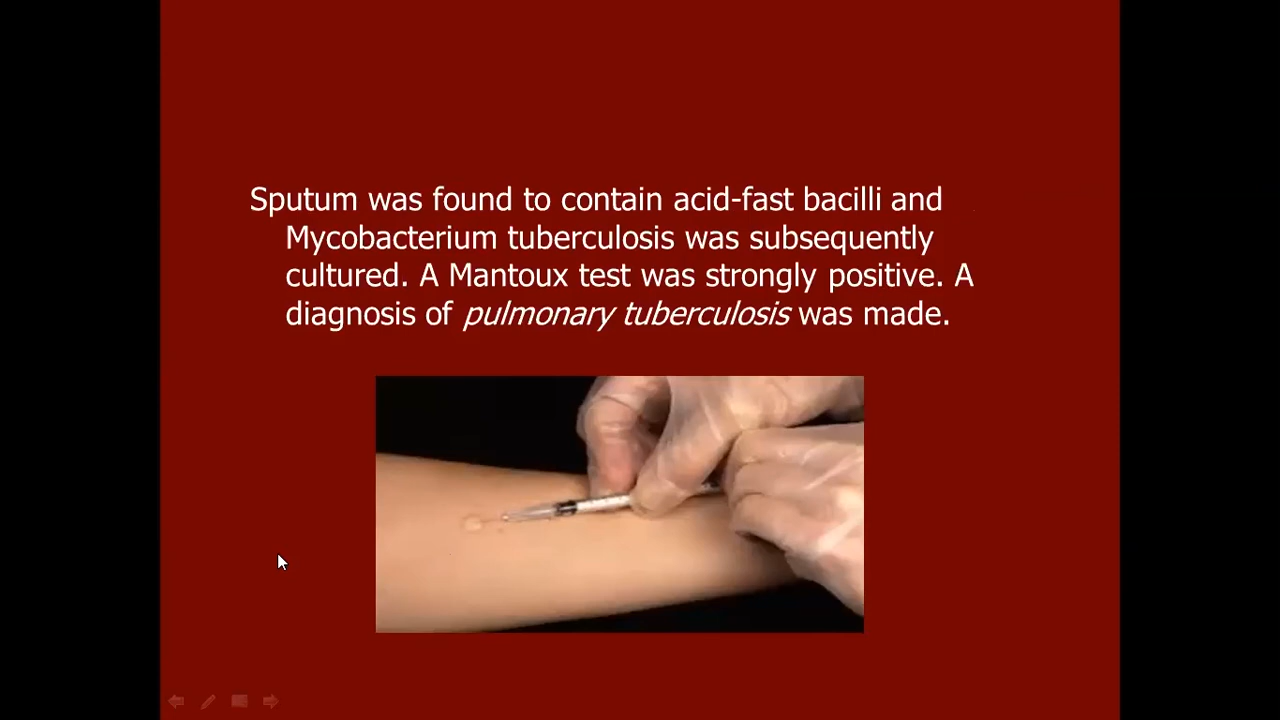 Sputum was found to contain acid-fast bacilli and
Mycobacterium tuberculosis was subsequently
cultured. A Mantoux test was strongly positive. A
diagnosis of pulmonary tuberculosis was made.